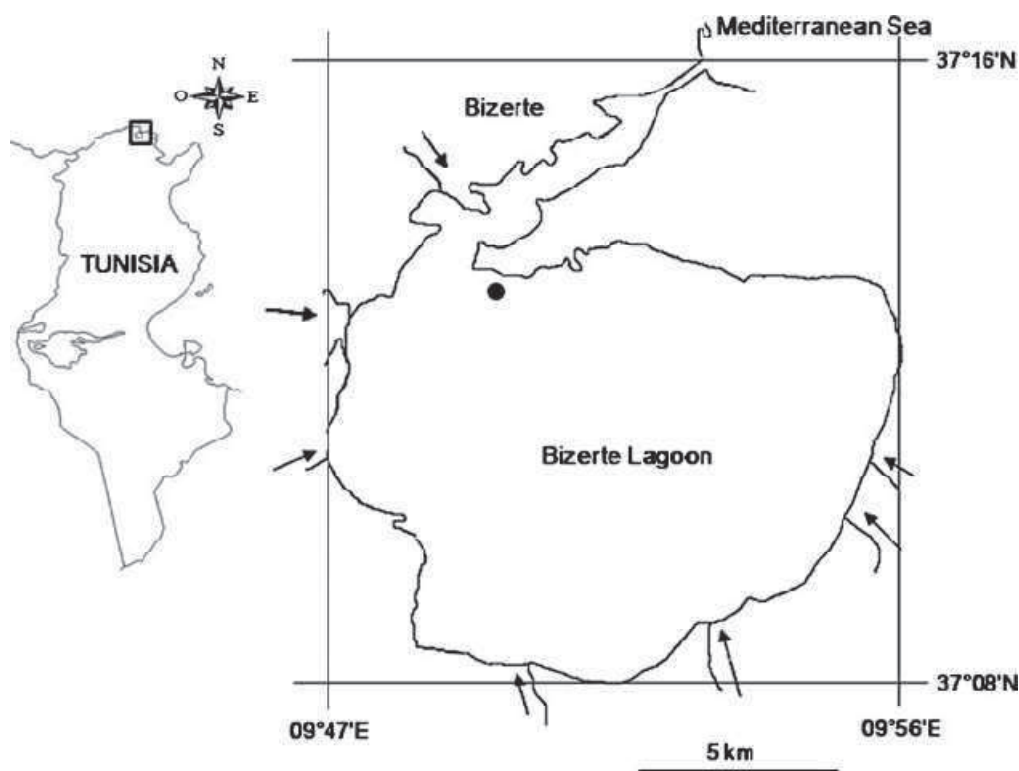 Mediterranean Sea
37°16'N
N
O E
S
Bizerte
TUNISIA
Bizerte Lagoon
37°08'N
09°47'E
09°56'E
5 km